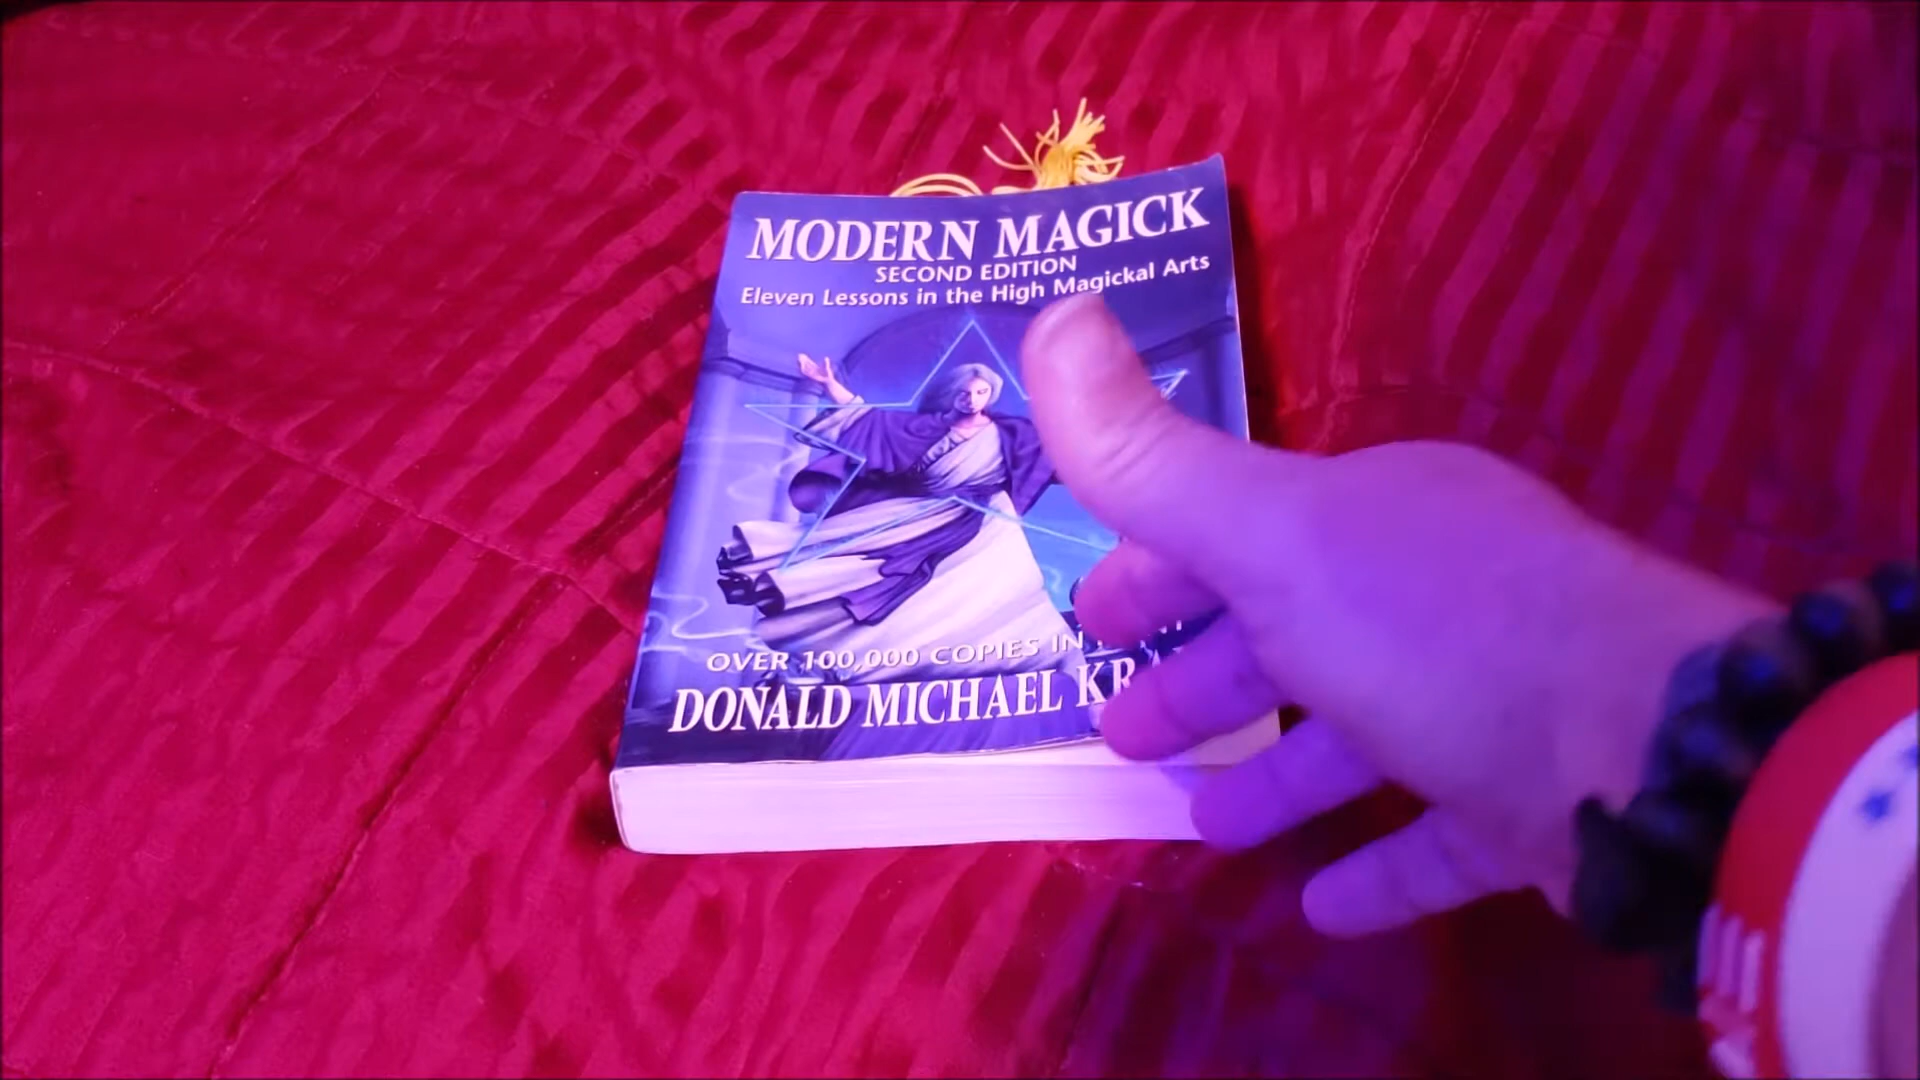 MODERN MAGICK
SECOND EDITION
Eleven Lessons in the High Magickal Arts
OVER 100,000 COPIES IN
DONALD MICHAEL